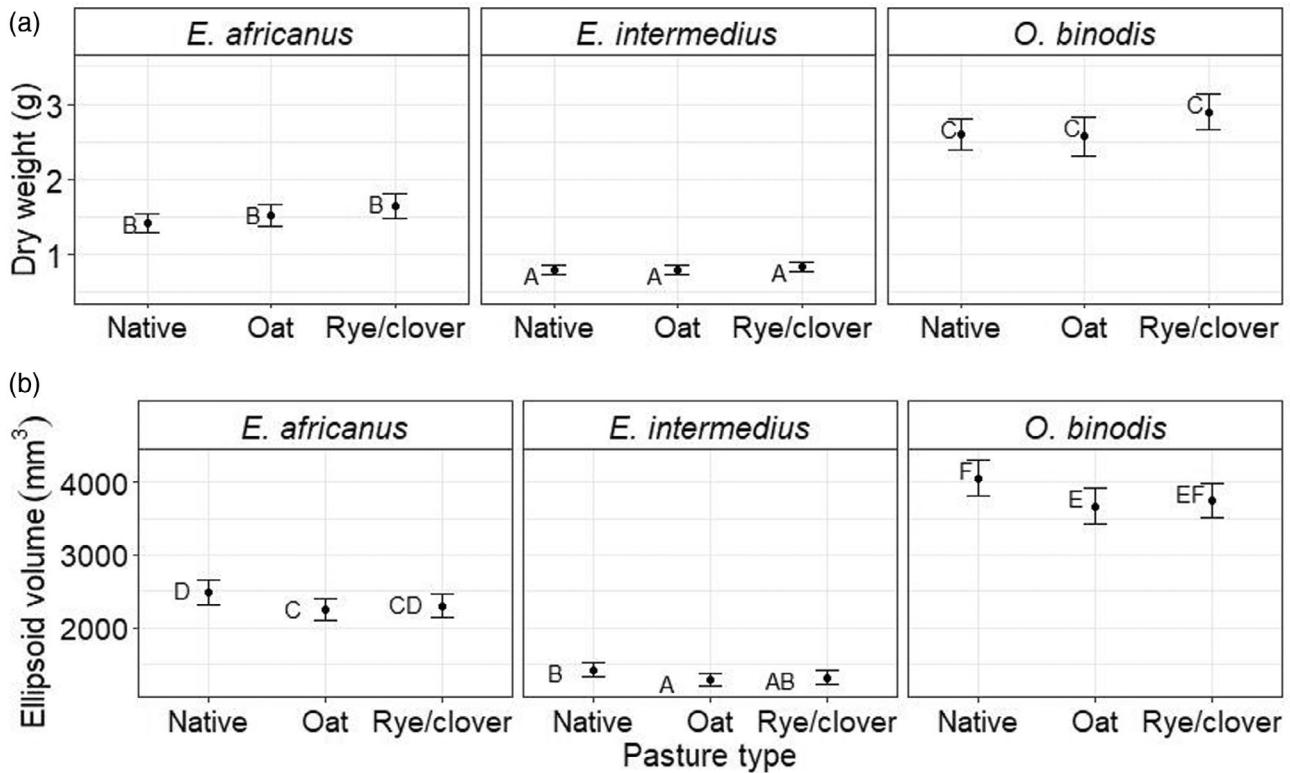 (a)
E. africanus E. intermedius O. binodis
Dry weight (g)
3
2
1
B B B
A A A
C C C
Native Oat Rye/clover Native Oat Rye/clover Native Oat Rye/clover
(b)
E. africanus E. intermedius O. binodis
Ellipsoid volume (mm³)
4000
3000
2000
D C CD
B A AB
F E EF
Native Oat Rye/clover Native Oat Rye/clover Native Oat Rye/clover
Pasture type